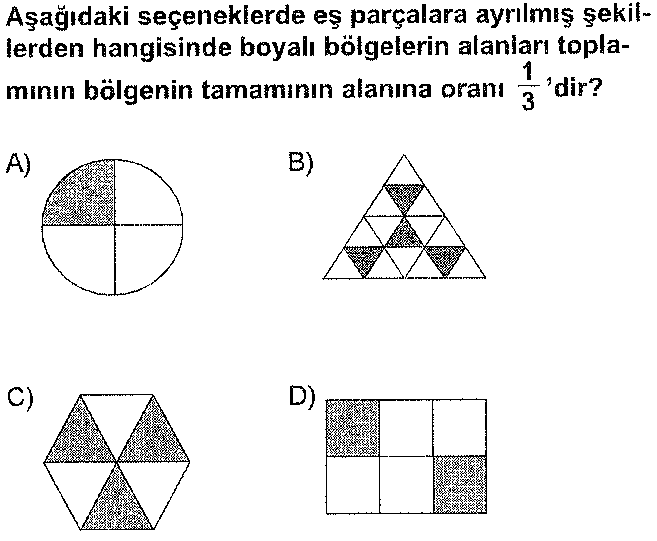 Aşağıdaki seçeneklerde eş parçalara ayrılmış şekil-
lerden hangisinde boyalı bölgelerin alanları topla-
mının bölgenin tamamının alanına oranı 1/3 'dir?
A) B)
C) D)